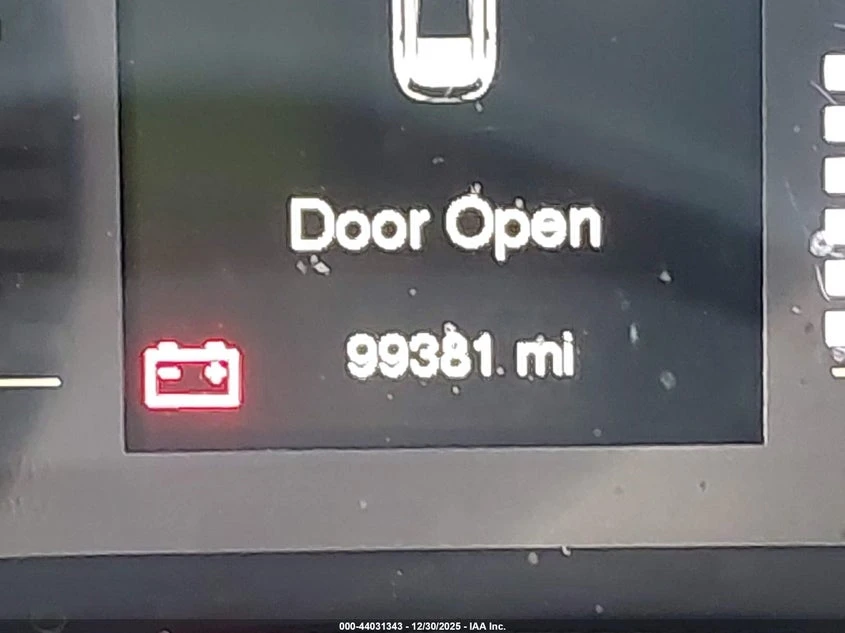 Door Open
99381 mi
000-44031343 - 12/30/2025 - IAA Inc.